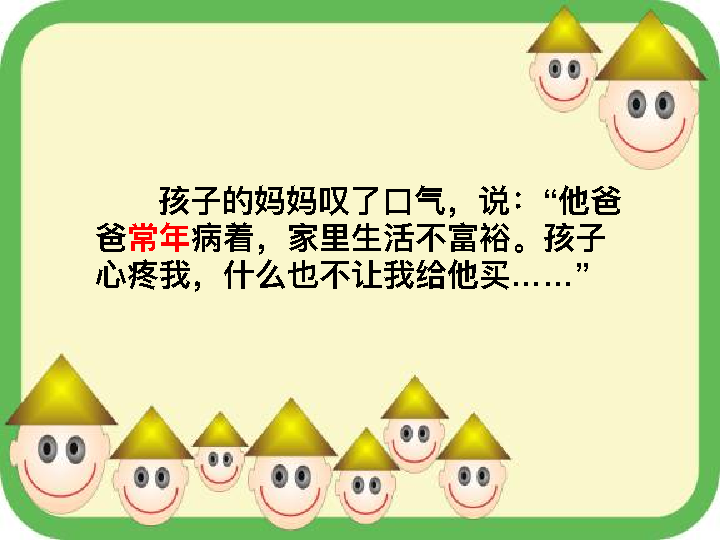 孩子的妈妈叹了口气，说：“他爸
爸常年病着，家里生活不富裕。孩子
心疼我，什么也不让我给他买……”